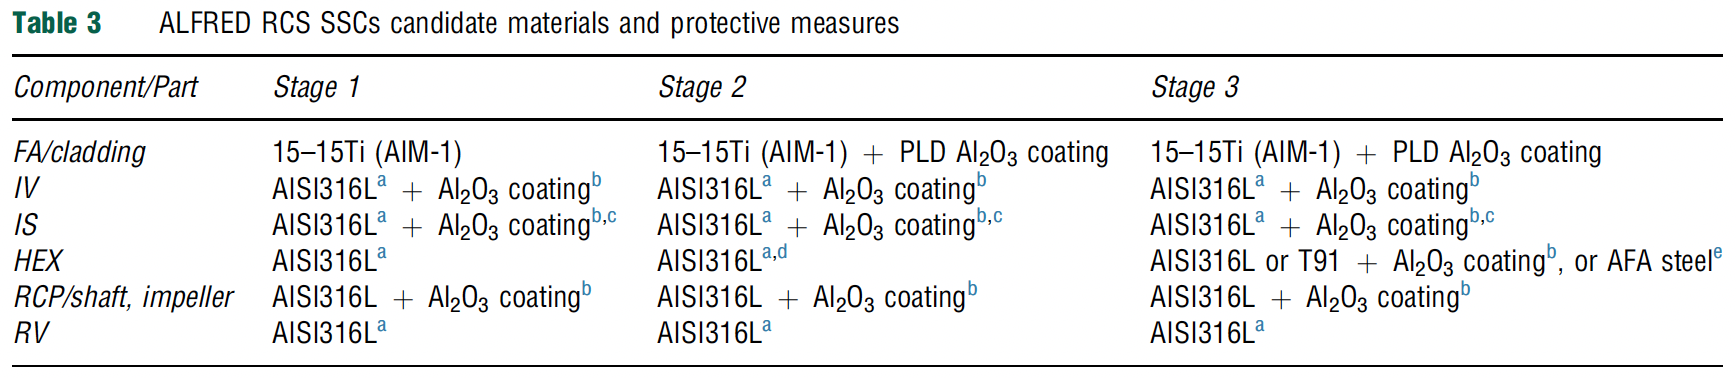 Table 3 ALFRED RCS SSCs candidate materials and protective measures
Component/Part Stage 1 Stage 2 Stage 3
FA/cladding 15–15Ti (AIM-1) 15–15Ti (AIM-1) + PLD Al₂O₃ coating 15–15Ti (AIM-1) + PLD Al₂O₃ coating
IV AISI316Lᵃ + Al₂O₃ coatingᵇ AISI316Lᵃ + Al₂O₃ coatingᵇ AISI316Lᵃ + Al₂O₃ coatingᵇ
IS AISI316Lᵃ + Al₂O₃ coatingᵇ,ᶜ AISI316Lᵃ + Al₂O₃ coatingᵇ,ᶜ AISI316Lᵃ + Al₂O₃ coatingᵇ,ᶜ
HEX AISI316Lᵃ AISI316Lᵃ,ᵈ AISI316L or T91 + Al₂O₃ coatingᵇ, or AFA steelᵉ
RCP/shaft, impeller AISI316L + Al₂O₃ coatingᵇ AISI316L + Al₂O₃ coatingᵇ AISI316L + Al₂O₃ coatingᵇ
RV AISI316Lᵃ AISI316Lᵃ AISI316Lᵃ